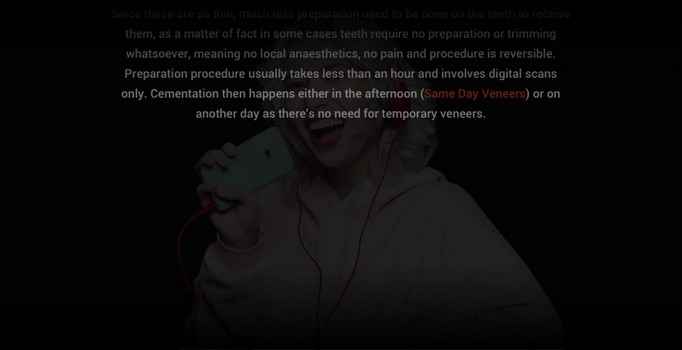 Since these are so thin, much less preparation used to be done on the teeth to receive
them, as a matter of fact in some cases teeth require no preparation or trimming
whatsoever, meaning no local anaesthetics, no pain and procedure is reversible.
Preparation procedure usually takes less than an hour and involves digital scans
only. Cementation then happens either in the afternoon (Same Day Veneers) or on
another day as there's no need for temporary veneers.